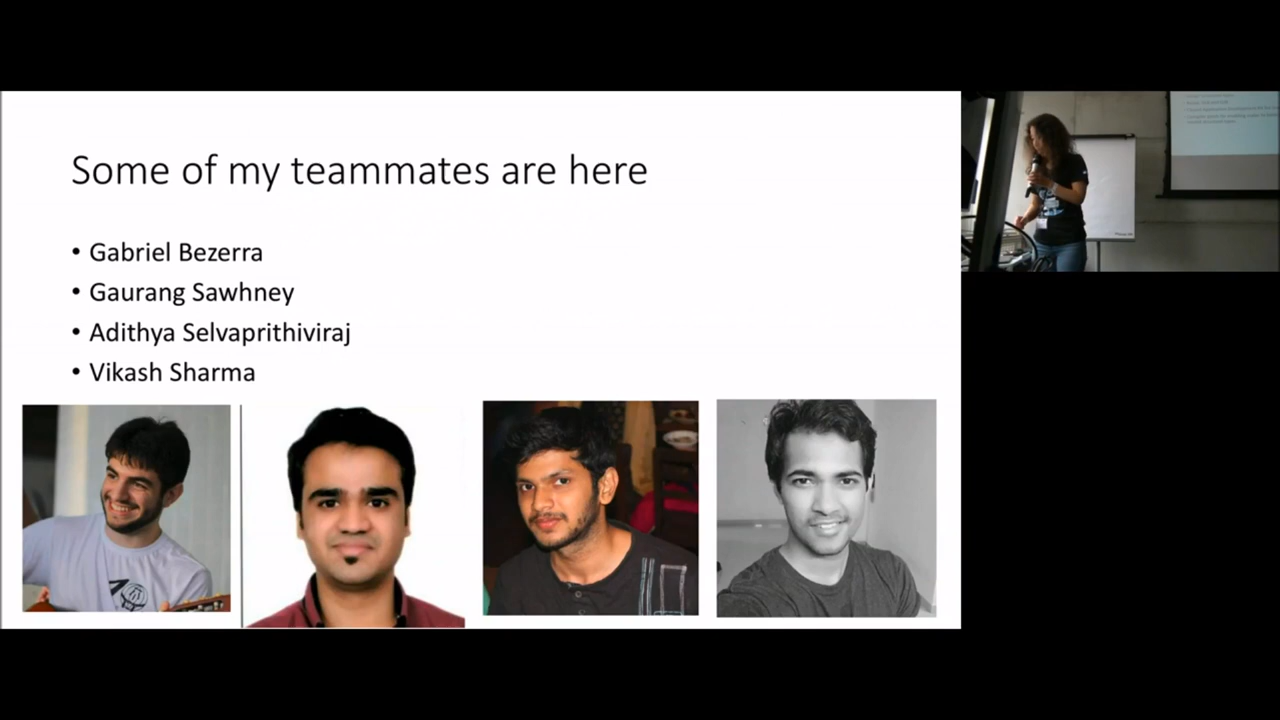 Some of my teammates are here
• Gabriel Bezerra
• Gaurang Sawhney
• Adithya Selvaprithiviraj
• Vikash Sharma